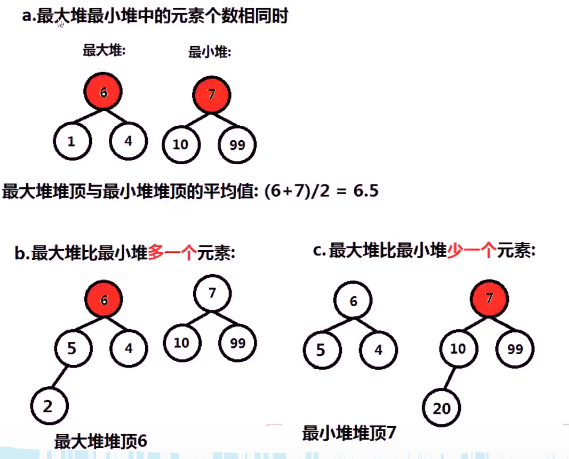 a.最大堆最小堆中的元素个数相同时
最大堆: 最小堆:
6 7
1 4 10 99
最大堆堆顶与最小堆堆顶的平均值: (6+7)/2 = 6.5
b.最大堆比最小堆多一个元素:
6 7
5 4 10 99
2
最大堆堆顶6
c.最大堆比最小堆少一个元素:
6 7
5 4 10 99
20
最小堆堆顶7